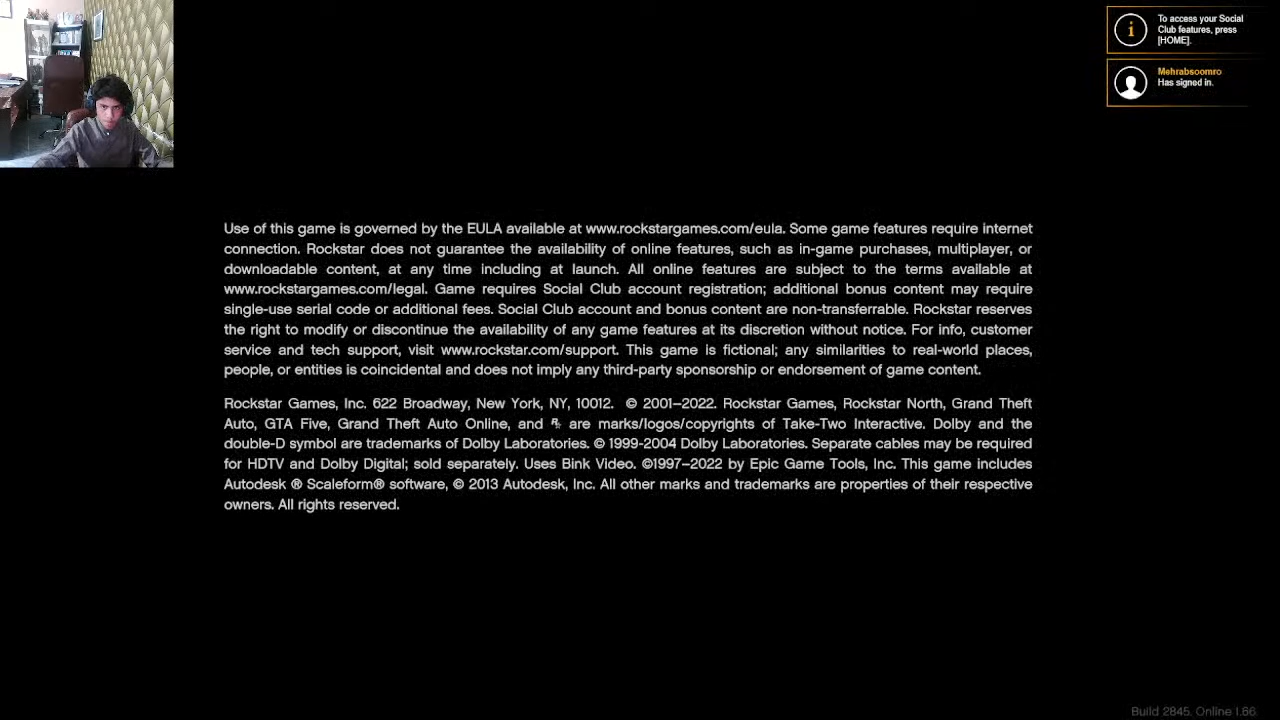 To access your Social
Club features, press
[HOME].
Mehrabsoomro
Has signed in.
Use of this game is governed by the EULA available at www.rockstargames.com/eula. Some game features require internet
connection. Rockstar does not guarantee the availability of online features, such as in-game purchases, multiplayer, or
downloadable content, at any time including at launch. All online features are subject to the terms available at
www.rockstargames.com/legal. Game requires Social Club account registration; additional bonus content may require
single-use serial code or additional fees. Social Club account and bonus content are non-transferrable. Rockstar reserves
the right to modify or discontinue the availability of any game features at its discretion without notice. For info, customer
service and tech support, visit www.rockstar.com/support. This game is fictional; any similarities to real-world places,
people, or entities is coincidental and does not imply any third-party sponsorship or endorsement of game content.
Rockstar Games, Inc. 622 Broadway, New York, NY, 10012. © 2001–2022. Rockstar Games, Rockstar North, Grand Theft
Auto, GTA Five, Grand Theft Auto Online, and R* are marks/logos/copyrights of Take-Two Interactive. Dolby and the
double-D symbol are trademarks of Dolby Laboratories. © 1999-2004 Dolby Laboratories. Separate cables may be required
for HDTV and Dolby Digital; sold separately. Uses Bink Video. ©1997–2022 by Epic Game Tools, Inc. This game includes
Autodesk ® Scaleform® software, © 2013 Autodesk, Inc. All other marks and trademarks are properties of their respective
owners. All rights reserved.
Build 2845, Online 1.66